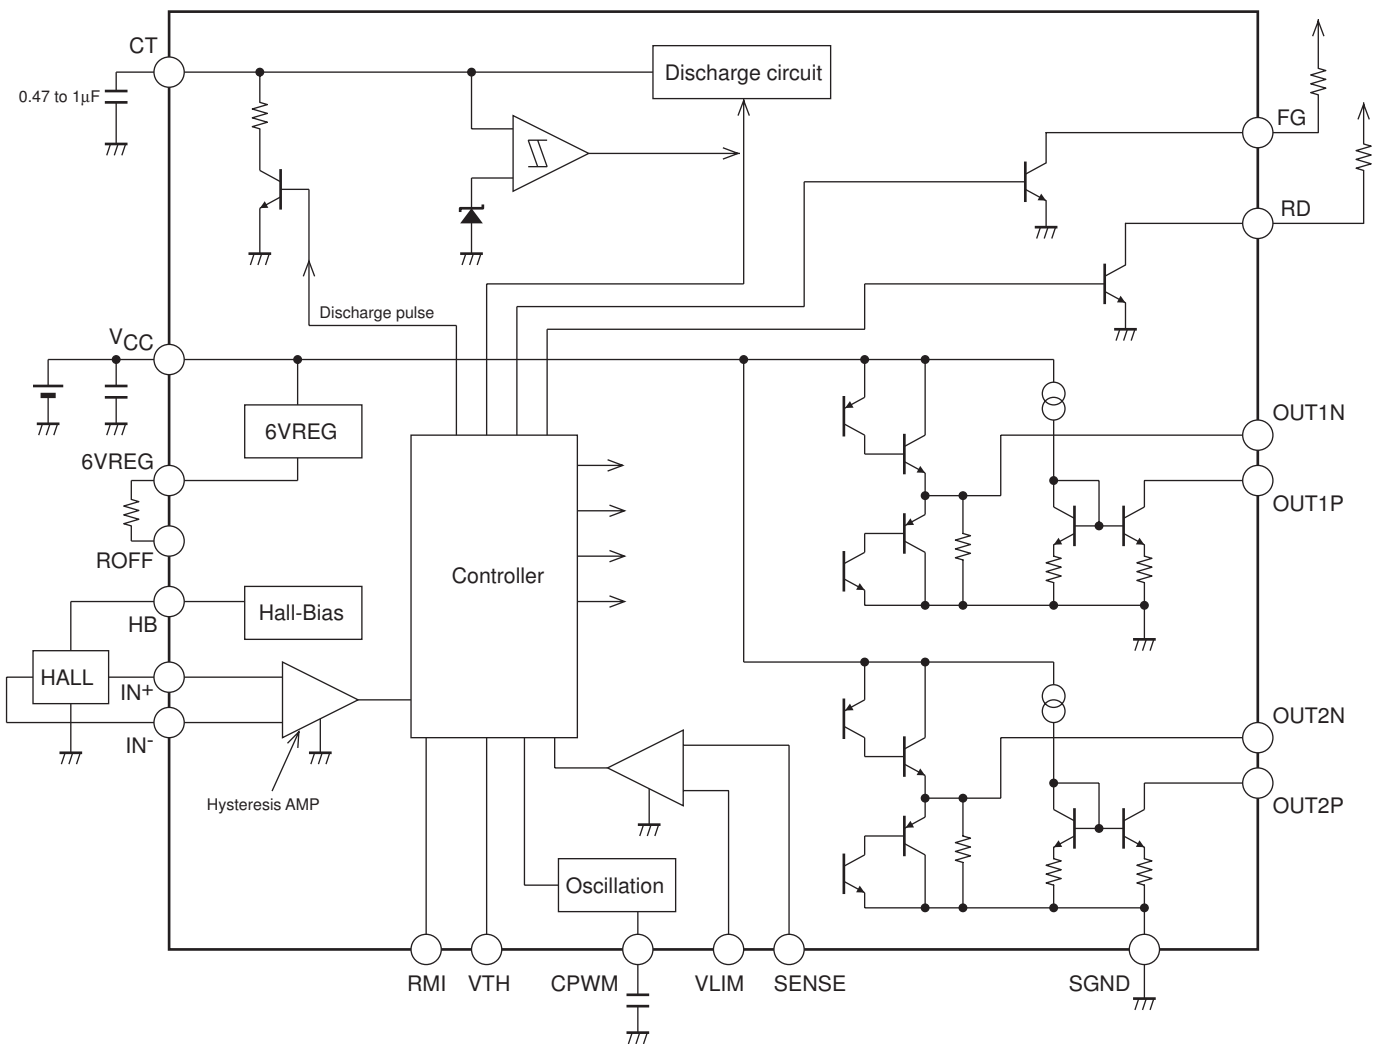 CT
Discharge circuit
0.47 to 1µF
FG
RD
Discharge pulse
VCC
6VREG
OUT1N
6VREG
OUT1P
ROFF
Controller
Hall-Bias
HB
HALL
IN+
IN-
OUT2N
Hysteresis AMP
OUT2P
Oscillation
RMI
VTH
CPWM
VLIM
SENSE
SGND